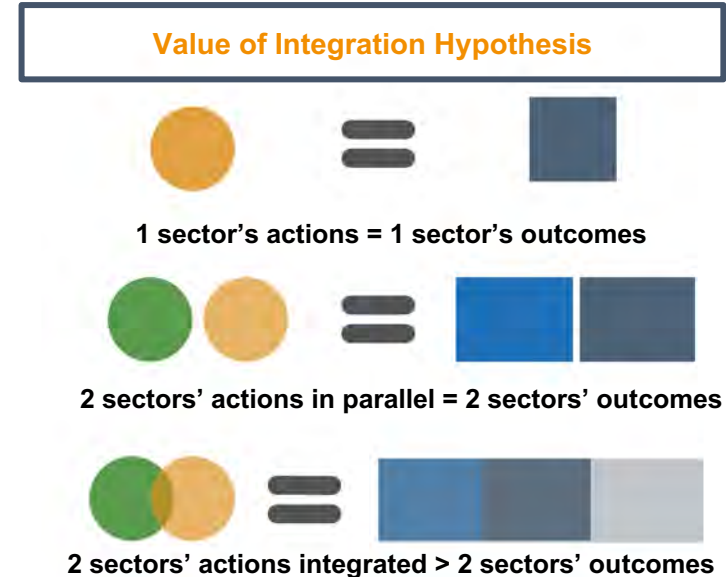 Value of Integration Hypothesis
1 sector’s actions = 1 sector’s outcomes
2 sectors’ actions in parallel = 2 sectors’ outcomes
2 sectors’ actions integrated > 2 sectors’ outcomes